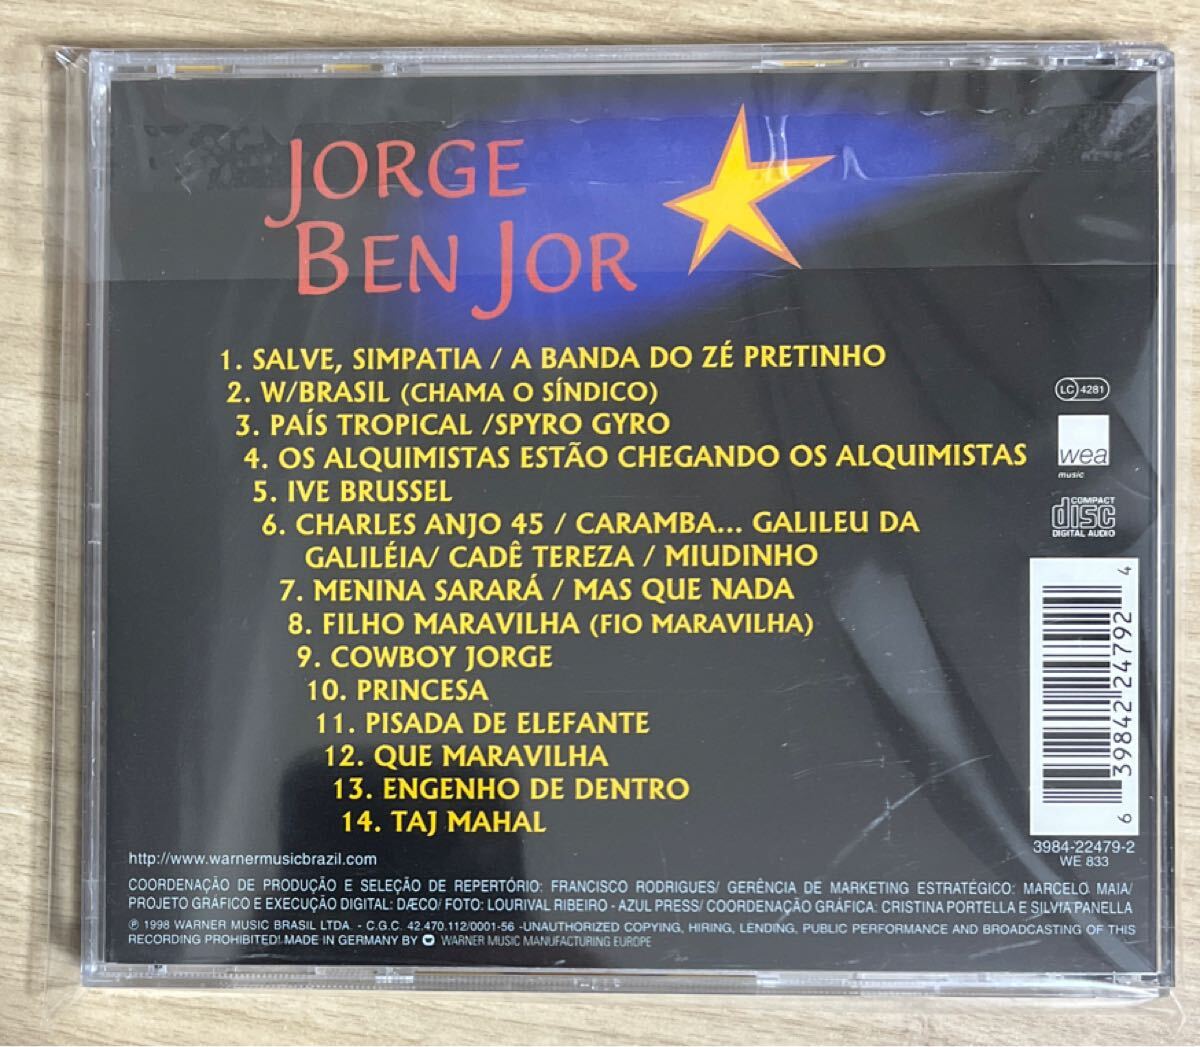 JORGE
BEN JOR
1. SALVE, SIMPATIA / A BANDA DO ZÉ PRETINHO
2. W/BRASIL (CHAMA O SÍNDICO)
3. PAÍS TROPICAL /SPYRO GYRO
4. OS ALQUIMISTAS ESTÃO CHEGANDO OS ALQUIMISTAS
5. IVE BRUSSEL
6. CHARLES ANJO 45 / CARAMBA... GALILEU DA
GALILÉIA/ CADÊ TEREZA / MIUDINHO
7. MENINA SARARÁ / MAS QUE NADA
8. FILHO MARAVILHA (FIO MARAVILHA)
9. COWBOY JORGE
10. PRINCESA
11. PISADA DE ELEFANTE
12. QUE MARAVILHA
13. ENGENHO DE DENTRO
14. TAJ MAHAL
LC 4281
wea
music
COMPACT
disc
DIGITAL AUDIO
6 39842 24792 4
3984-22479-2
WE 833
http://www.warnermusicbrazil.com
COORDENAÇÃO DE PRODUÇÃO E SELEÇÃO DE REPERTÓRIO: FRANCISCO RODRIGUES/ GERÊNCIA DE MARKETING ESTRATÉGICO: MARCELO MAIA/
PROJETO GRÁFICO E EXECUÇÃO DIGITAL: DÆCO/ FOTO: LOURIVAL RIBEIRO - AZUL PRESS/ COORDENAÇÃO GRÁFICA: CRISTINA PORTELLA E SILVIA PANELLA
℗ 1998 WARNER MUSIC BRASIL LTDA. - C.G.C. 42.470.112/0001-56 -UNAUTHORIZED COPYING, HIRING, LENDING, PUBLIC PERFORMANCE AND BROADCASTING OF THIS
RECORDING PROHIBITED! MADE IN GERMANY BY WARNER MUSIC MANUFACTURING EUROPE